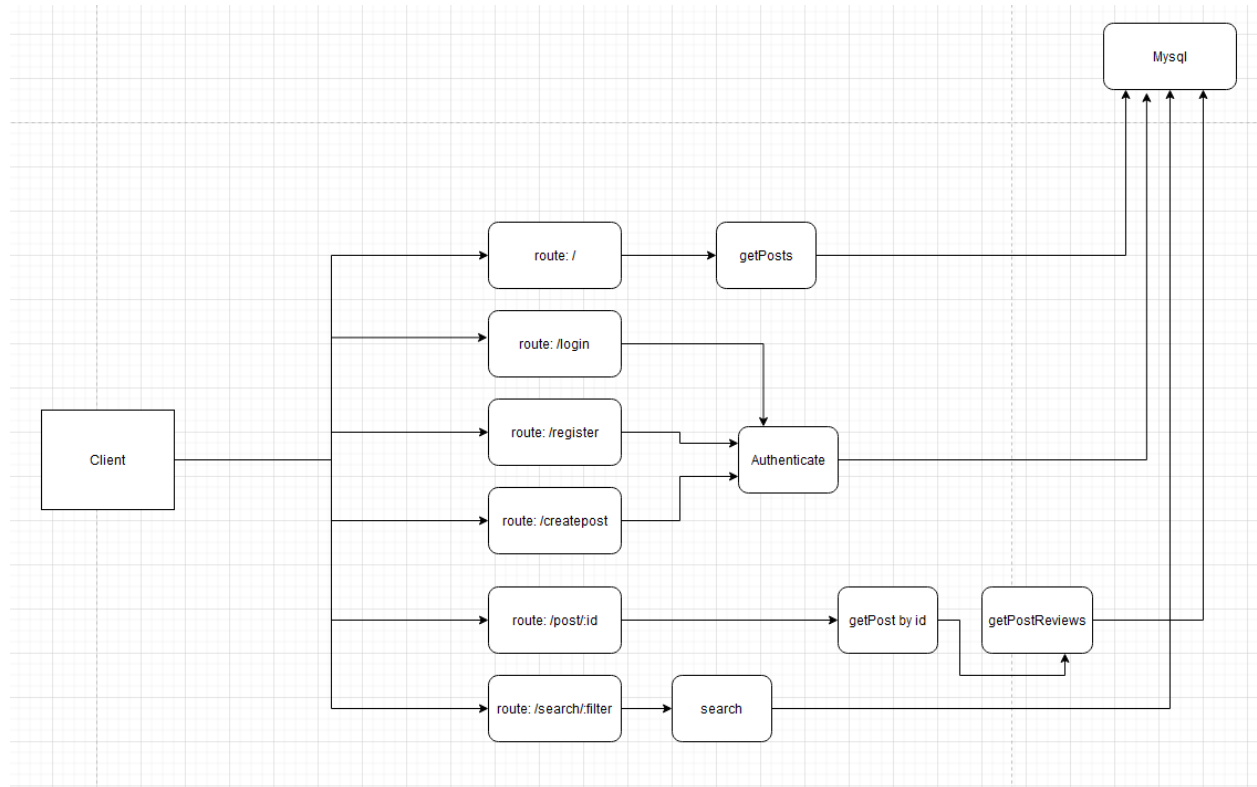 Mysql
route: /
getPosts
route: /login
route: /register
Client
Authenticate
route: /createpost
route: /post/:id
getPost by id
getPostReviews
route: /search/:filter
search